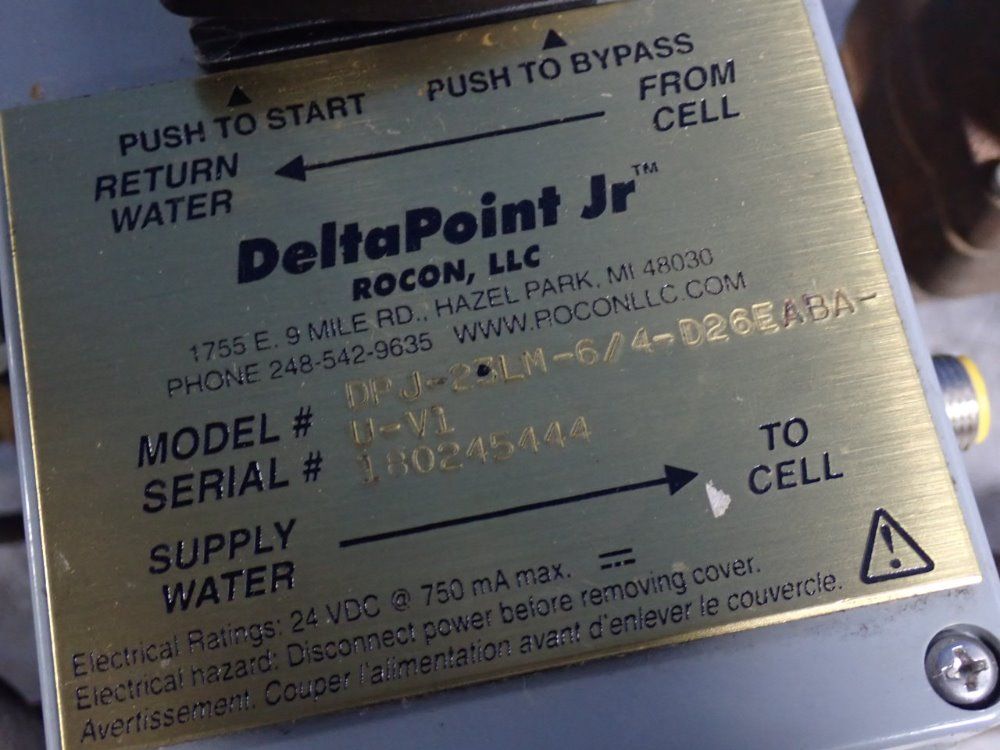 PUSH TO START
PUSH TO BYPASS
RETURN WATER
FROM CELL
DeltaPoint Jr™
ROCON, LLC
1755 E. 9 MILE RD., HAZEL PARK, MI 48030
PHONE 248-542-9635 WWW.ROCONLLC.COM
MODEL # DPJ-23LM-6/4-D26EABA-
U-V1
SERIAL # 180245444
TO CELL
SUPPLY WATER
Electrical Ratings: 24 VDC @ 750 mA max.
Electrical hazard: Disconnect power before removing cover.
Avertissement. Couper l'alimentation avant d'enlever le couvercle.